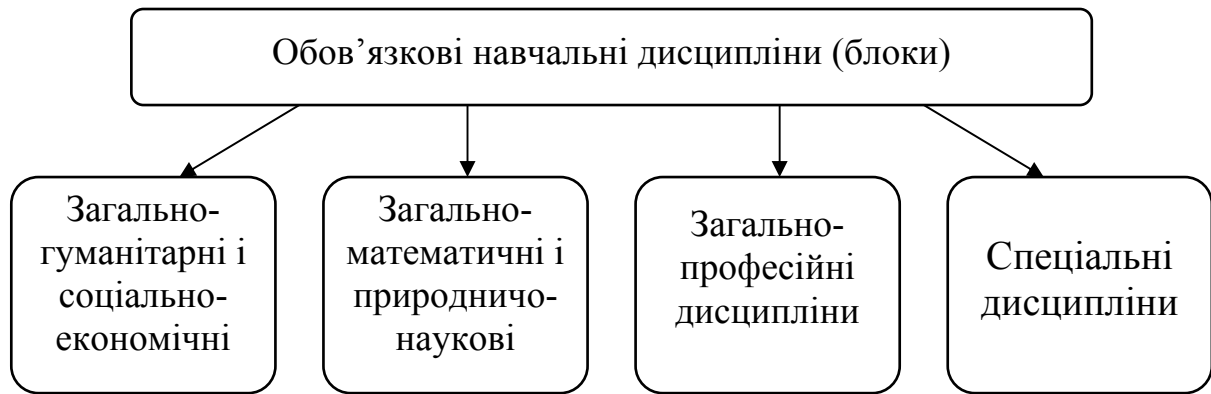 Обов’язкові навчальні дисципліни (блоки)
Загально-
гуманітарні і
соціально-
економічні
Загально-
математичні і
природничо-
наукові
Загально-
професійні
дисципліни
Спеціальні
дисципліни